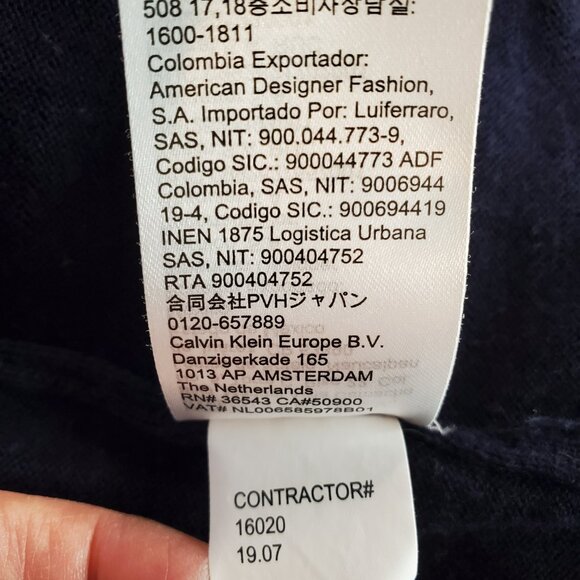 508 17,18층소비자상담실:
1600-1811
Colombia Exportador:
American Designer Fashion,
S.A. Importado Por: Luiferraro,
SAS, NIT: 900.044.773-9,
Codigo SIC.: 900044773 ADF
Colombia, SAS, NIT: 9006944
19-4, Codigo SIC.: 900694419
INEN 1875 Logistica Urbana
SAS, NIT: 900404752
RTA 900404752
合同会社PVHジャパン
0120-657889
Calvin Klein Europe B.V.
Danzigerkade 165
1013 AP AMSTERDAM
The Netherlands
RN# 36543 CA#50900
VAT# NL006585978B01
CONTRACTOR#
16020
19.07